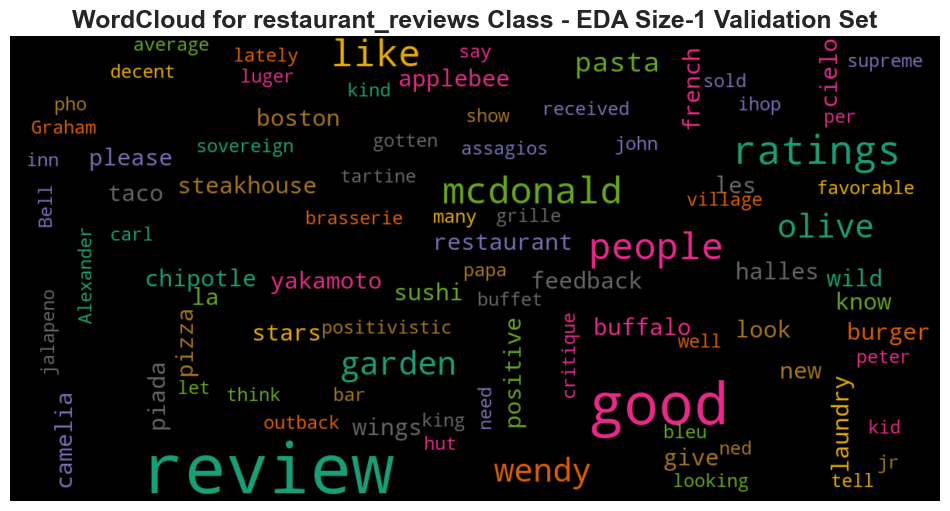 WordCloud for restaurant_reviews Class - EDA Size-1 Validation Set
average
lately
like
say
pasta
french
cielo
supreme
decent
luger
applebee
sold
kind
pho
boston
show
received
ihop
per
Graham
sovereign
gotten
assagios
john
ratings
inn
please
tartine
taco
steakhouse
mcdonald
les
favorable
village
Bell
brasserie
many
grille
olive
carl
restaurant
people
Alexander
chipotle
yakamoto
papa
feedback
halles
wild
la
sushi
buffet
know
jalapeno
pizza
stars
positivistic
positive
critique
buffalo
well
look
burger
peter
garden
piada
new
let
think
bar
need
good
laundry
camelia
outback
wings
king
hut
bleu
kid
review
wendy
give
ned
jr
looking
tell